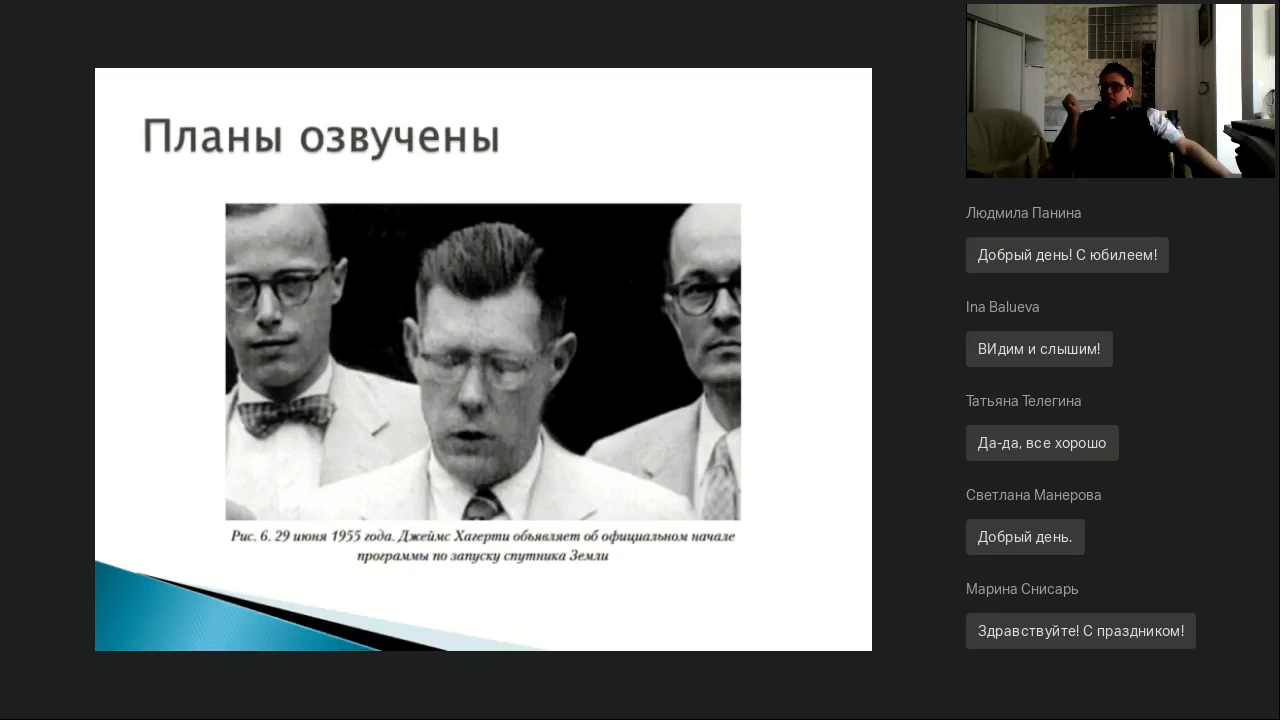 Планы озвучены
Рис. 6. 29 июня 1955 года. Джеймс Хагерти объявляет об официальном начале
программы по запуску спутника Земли
Людмила Панина
Добрый день! С юбилеем!
Ina Balueva
ВИдим и слышим!
Татьяна Телегина
Да-да, все хорошо
Светлана Манерова
Добрый день.
Марина Снисарь
Здравствуйте! С праздником!